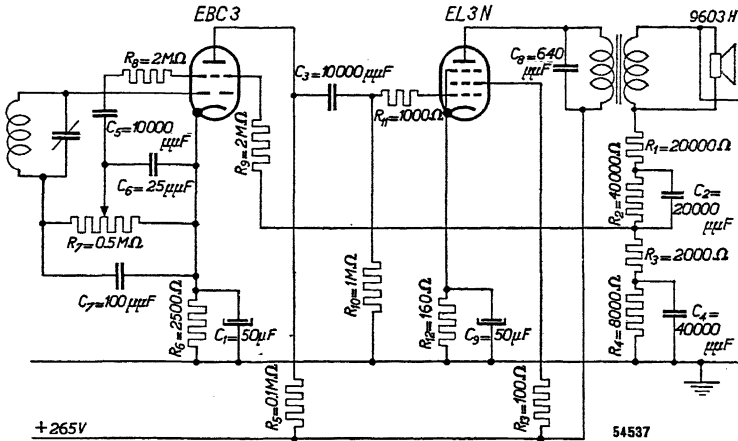 EBC3
EL3N
9603H
R8=2MΩ
C5=10000 μμF
C6=25μμF
R7=0.5MΩ
C7=100μμF
R9=2MΩ
R6=2500Ω
C1=50μF
C3=10000μμF
R11=1000Ω
R5=0.1MΩ
R10=1MΩ
R12=160Ω
C9=50μF
R13=100Ω
C8=640 μμF
R1=20000Ω
R2=40000Ω
C2= 20000 μμF
R3=2000Ω
R4=8000Ω
C4= 40000 μμF
+265V
54537